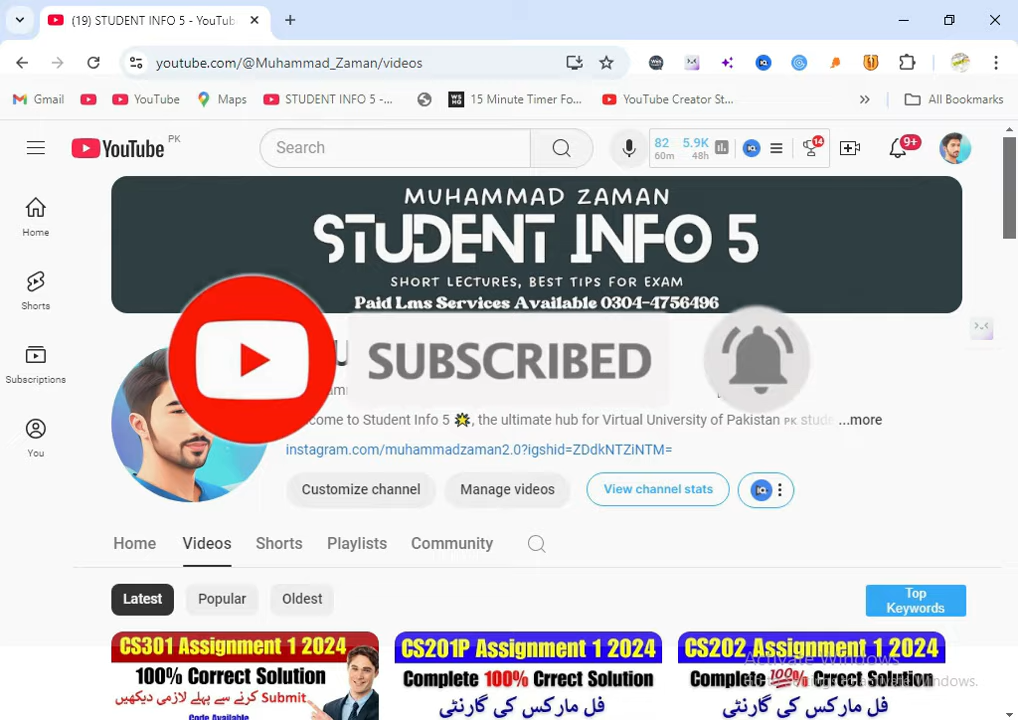 (19) STUDENT INFO 5 - YouTub
youtube.com/@Muhammad_Zaman/videos
Gmail
YouTube
Maps
STUDENT INFO 5 -...
15 Minute Timer Fo...
YouTube Creator St...
All Bookmarks
YouTube PK
Search
82 5.9K
60m 48h
14
9+
MUHAMMAD ZAMAN
STUDENT INFO 5
SHORT LECTURES, BEST TIPS FOR EXAM
Paid Lms Services Available 0304-4756496
Home
Shorts
Subscriptions
You
SUBSCRIBED
come to Student Info 5 💥, the ultimate hub for Virtual University of Pakistan PK stude ...more
instagram.com/muhammadzaman2.0?igshid=ZDdkNTZiNTM=
Customize channel
Manage videos
View channel stats
Home
Videos
Shorts
Playlists
Community
Latest
Popular
Oldest
Top
Keywords
CS301 Assignment 1 2024
100% Correct Solution
Submit کرنے سے پہلے لازمی دیکھیں
Code Available
CS201P Assignment 1 2024
Complete 100% Crrect Solution
فل مارکس کی گارنٹی
CS202 Assignment 1 2024
Complete 100% Crrect Solution
فل مارکس کی گارنٹی
Activate Windows